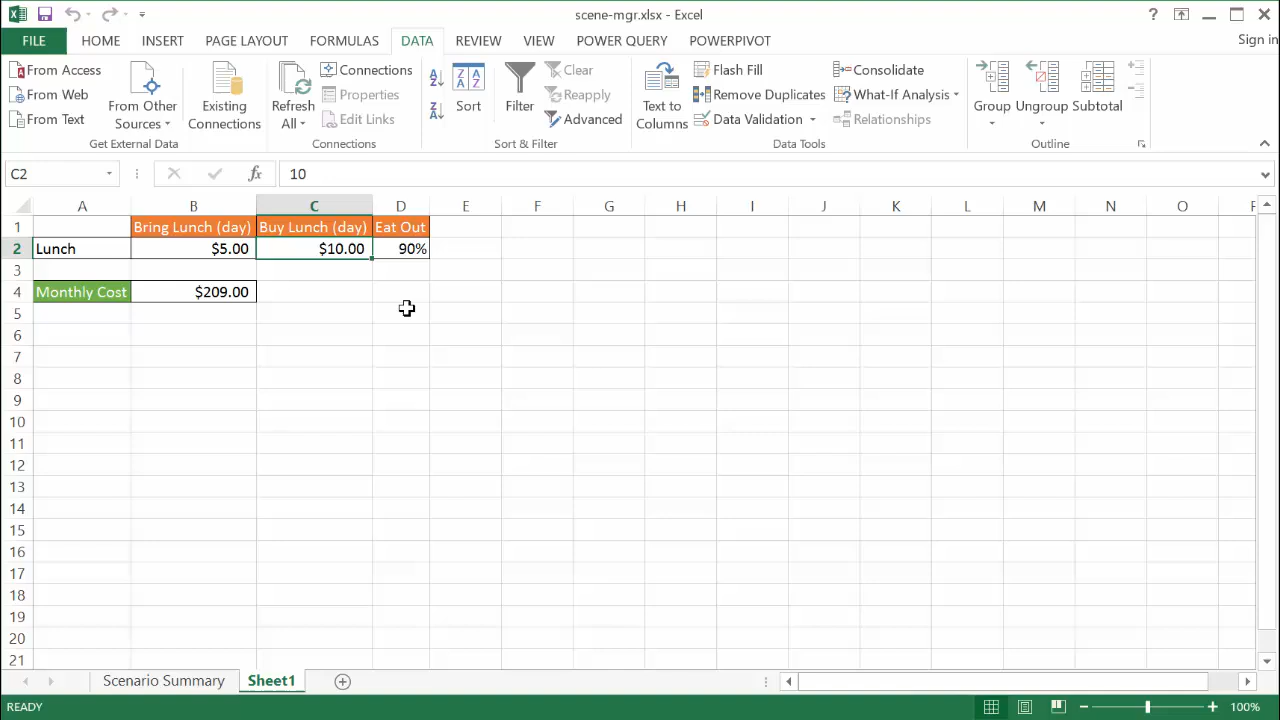 scene-mgr.xlsx - Excel
?
FILE HOME INSERT PAGE LAYOUT FORMULAS DATA REVIEW VIEW POWER QUERY POWERPIVOT Sign in
From Access
From Web
From Text
From Other Sources
Existing Connections
Get External Data
Refresh All
Connections
Properties
Edit Links
Connections
Sort
Filter
Clear
Reapply
Advanced
Sort & Filter
Text to Columns
Flash Fill
Remove Duplicates
Data Validation
Consolidate
What-If Analysis
Relationships
Data Tools
Group
Ungroup
Subtotal
Outline
C2 fx 10
A B C D E F G H I J K L M N O
1 Bring Lunch (day) Buy Lunch (day) Eat Out
2 Lunch $5.00 $10.00 90%
3
4 Monthly Cost $209.00
5
6
7
8
9
10
11
12
13
14
15
16
17
18
19
20
21
Scenario Summary Sheet1
READY 100%